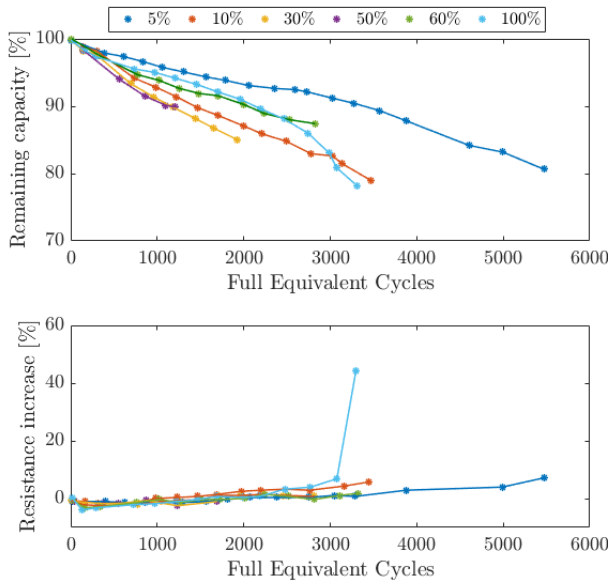 5% 10% 30% 50% 60% 100%
Remaining capacity [%]
100
90
80
70
0 1000 2000 3000 4000 5000 6000
Full Equivalent Cycles
Resistance increase [%]
60
40
20
0
0 1000 2000 3000 4000 5000 6000
Full Equivalent Cycles